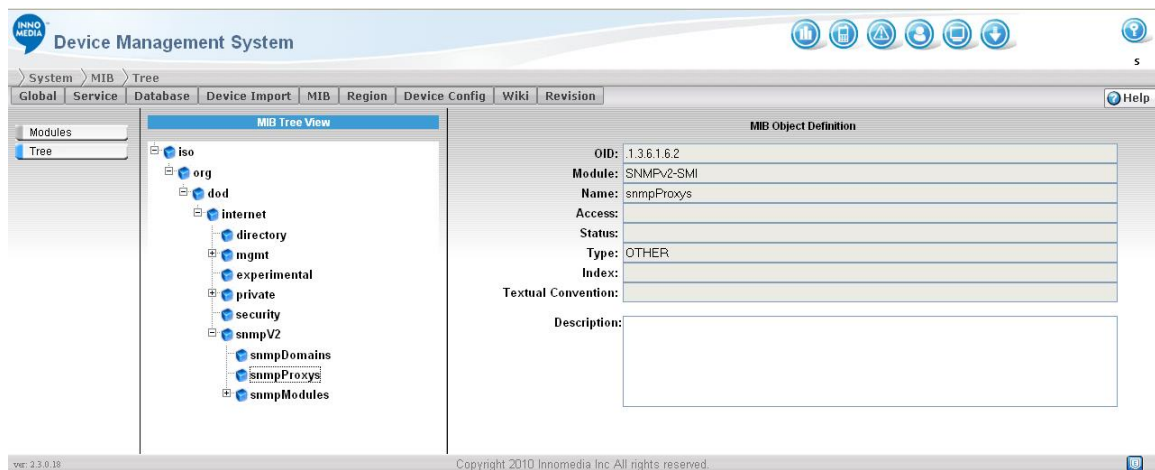 INNO
MEDIA
Device Management System
s
System MIB Tree
Global Service Database Device Import MIB Region Device Config Wiki Revision
Help
Modules
Tree
MIB Tree View
iso
org
dod
internet
directory
mgmt
experimental
private
security
snmpV2
snmpDomains
snmpProxys
snmpModules
MIB Object Definition
OID: .1.3.6.1.6.2
Module: SNMPv2-SMI
Name: snmpProxys
Access:
Status:
Type: OTHER
Index:
Textual Convention:
Description:
ver: 2.3.0.18
Copyright 2010 Innomedia Inc All rights reserved.